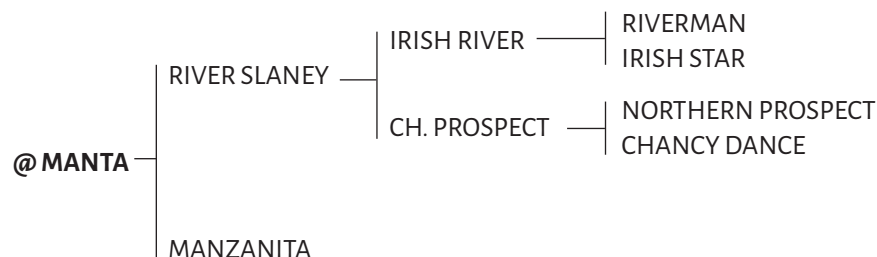 RIVERMAN
IRISH RIVER
IRISH STAR
RIVER SLANEY
NORTHERN PROSPECT
CH. PROSPECT
CHANCY DANCE
@ MANTA
MANZANITA